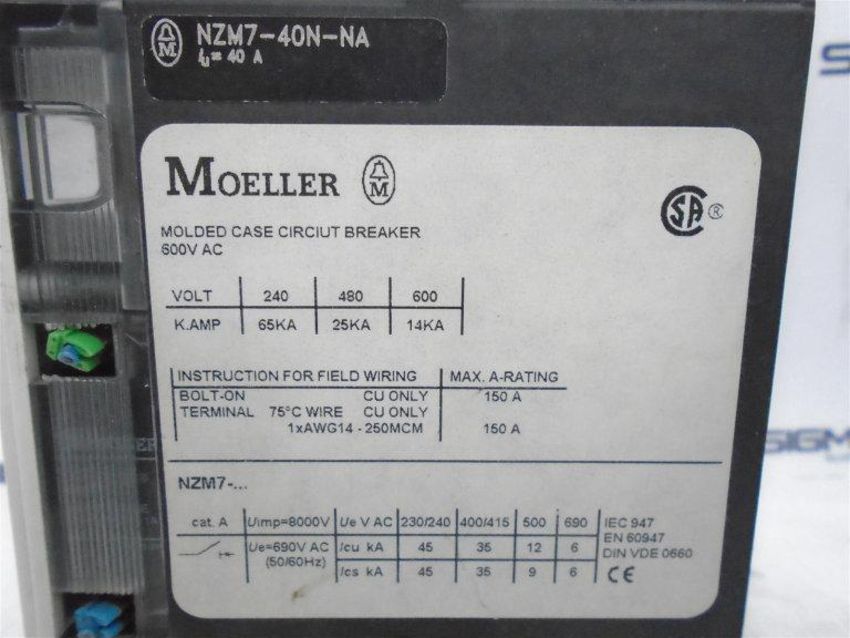 M NZM7-40N-NA
Iu= 40 A
MOELLER M
SA ®
MOLDED CASE CIRCIUT BREAKER
600V AC
VOLT 240 480 600
K.AMP 65KA 25KA 14KA
INSTRUCTION FOR FIELD WIRING MAX. A-RATING
BOLT-ON CU ONLY 150 A
TERMINAL 75°C WIRE CU ONLY
1xAWG14 - 250MCM 150 A
NZM7-...
cat. A Uimp=8000V Ue V AC 230/240 400/415 500 690 IEC 947
Ue=690V AC Icu kA 45 35 12 6 EN 60947
(50/60Hz) Ics kA 45 35 9 6 DIN VDE 0660
CE